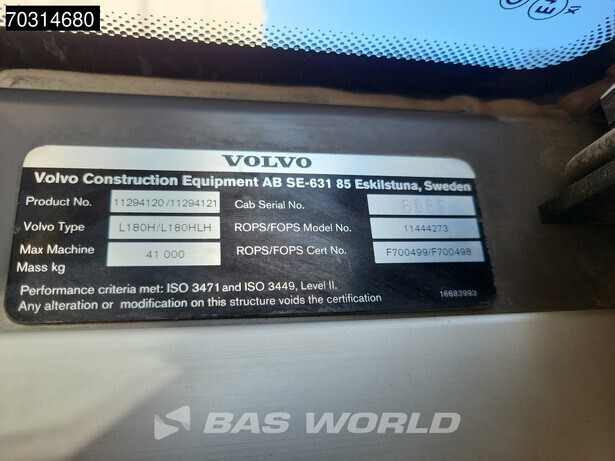 70314680
VOLVO
Volvo Construction Equipment AB SE-631 85 Eskilstuna, Sweden
Product No. 11294120/11294121 Cab Serial No.
Volvo Type L180H/L180HLH ROPS/FOPS Model No. 11444273
Max Machine Mass kg 41 000 ROPS/FOPS Cert No. F700499/F700498
Performance criteria met: ISO 3471 and ISO 3449, Level II.
Any alteration or modification on this structure voids the certification
16683993
BAS WORLD